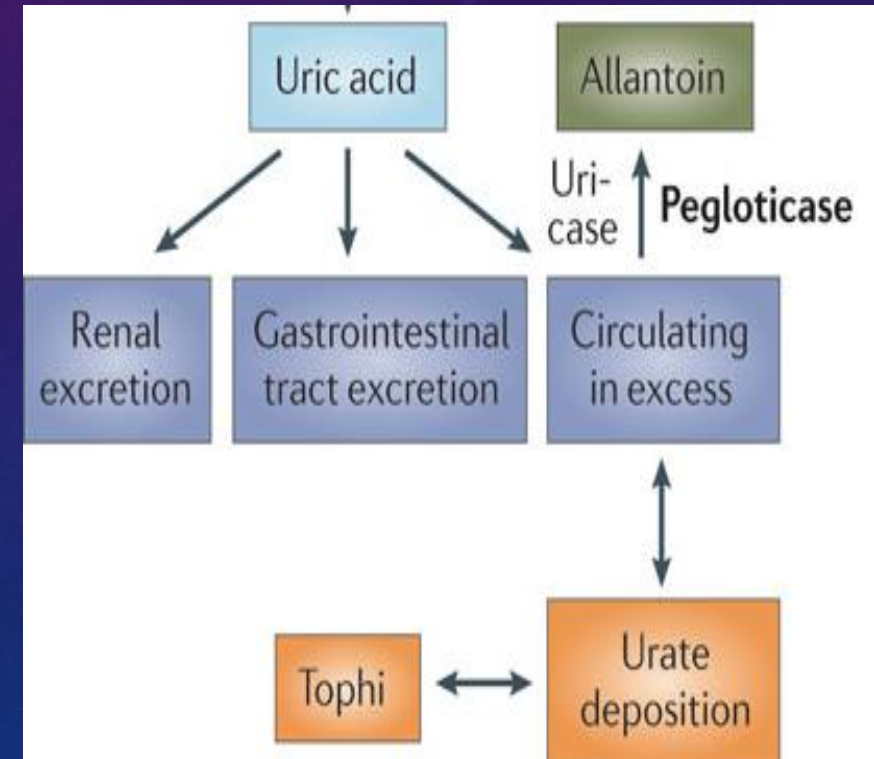 Uric acid
Allantoin
Uri-
case
Pegloticase
Renal
excretion
Gastrointestinal
tract excretion
Circulating
in excess
Tophi
Urate
deposition